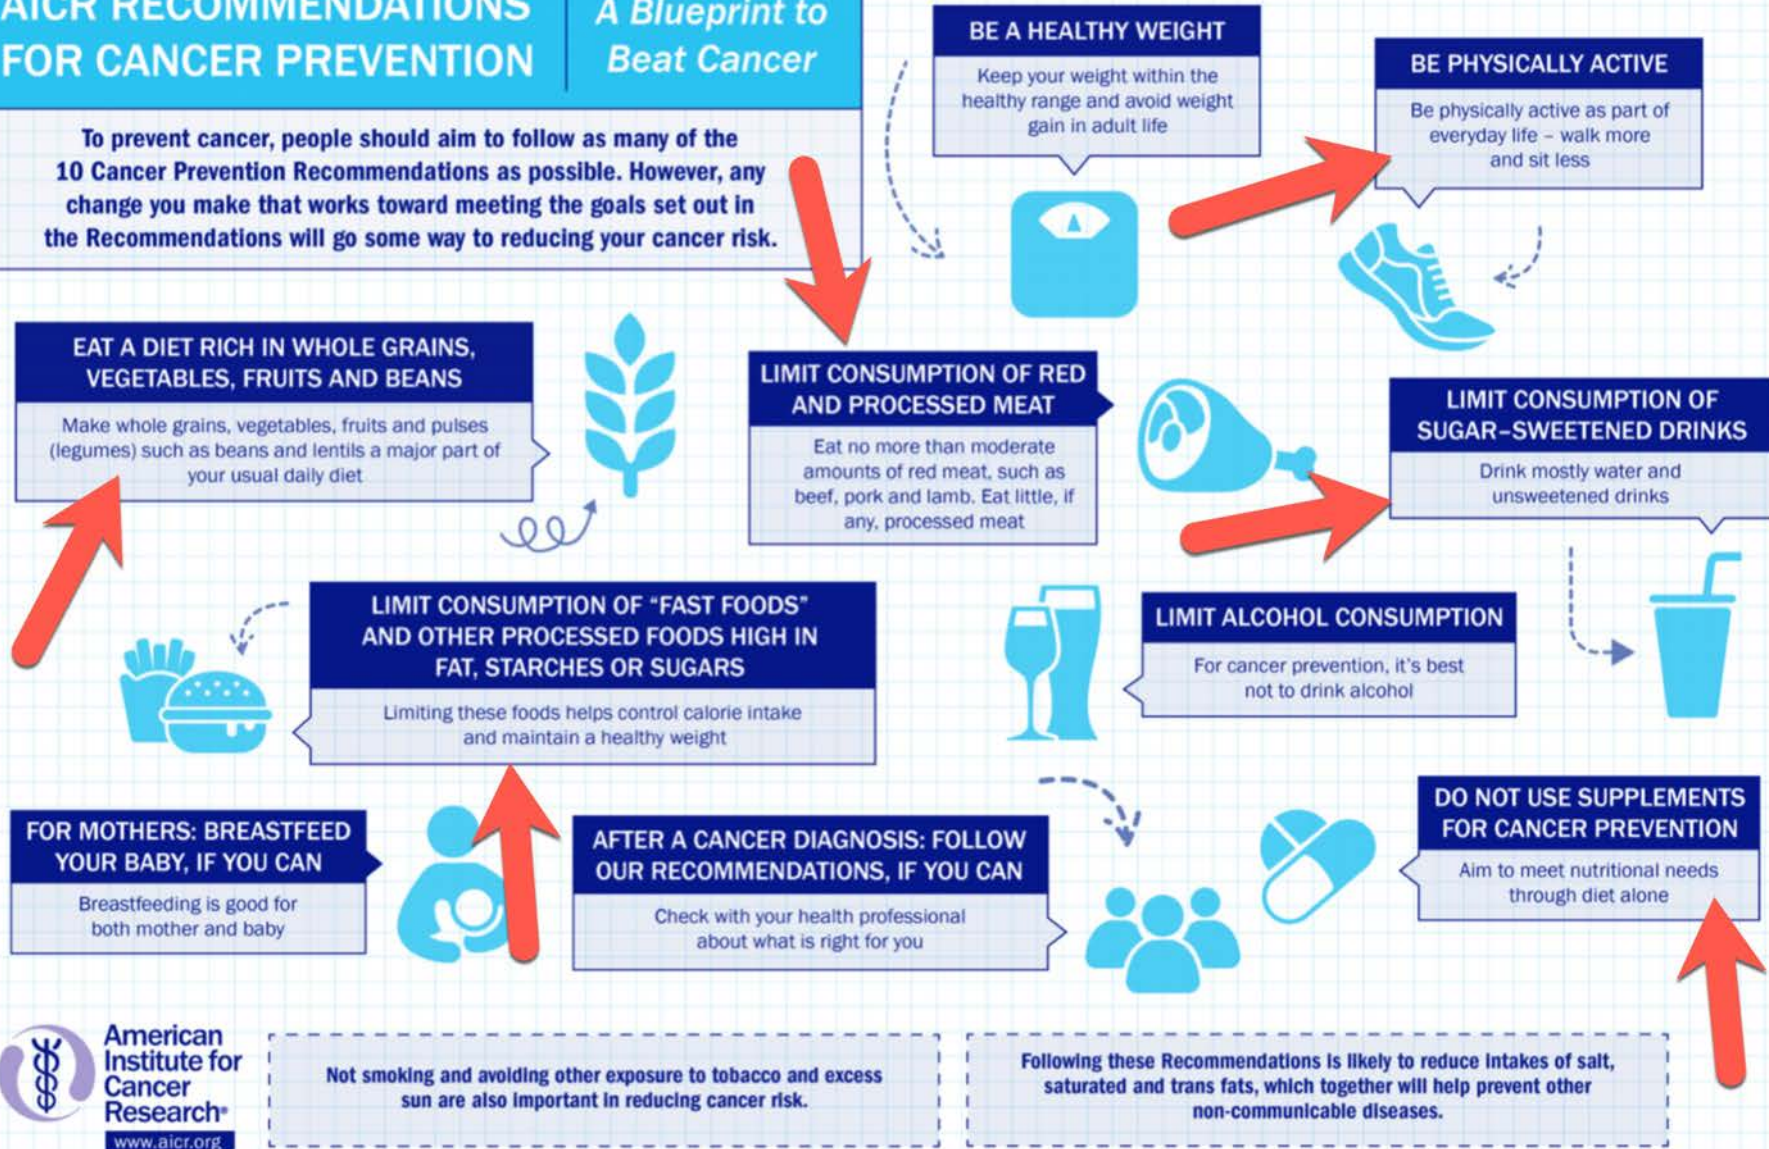 AICR RECOMMENDATIONS
FOR CANCER PREVENTION
A Blueprint to
Beat Cancer
To prevent cancer, people should aim to follow as many of the
10 Cancer Prevention Recommendations as possible. However, any
change you make that works toward meeting the goals set out in
the Recommendations will go some way to reducing your cancer risk.
BE A HEALTHY WEIGHT
Keep your weight within the
healthy range and avoid weight
gain in adult life
BE PHYSICALLY ACTIVE
Be physically active as part of
everyday life – walk more
and sit less
EAT A DIET RICH IN WHOLE GRAINS,
VEGETABLES, FRUITS AND BEANS
Make whole grains, vegetables, fruits and pulses
(legumes) such as beans and lentils a major part of
your usual daily diet
LIMIT CONSUMPTION OF RED
AND PROCESSED MEAT
Eat no more than moderate
amounts of red meat, such as
beef, pork and lamb. Eat little, if
any, processed meat
LIMIT CONSUMPTION OF
SUGAR-SWEETENED DRINKS
Drink mostly water and
unsweetened drinks
LIMIT CONSUMPTION OF "FAST FOODS"
AND OTHER PROCESSED FOODS HIGH IN
FAT, STARCHES OR SUGARS
Limiting these foods helps control calorie intake
and maintain a healthy weight
LIMIT ALCOHOL CONSUMPTION
For cancer prevention, it's best
not to drink alcohol
FOR MOTHERS: BREASTFEED
YOUR BABY, IF YOU CAN
Breastfeeding is good for
both mother and baby
AFTER A CANCER DIAGNOSIS: FOLLOW
OUR RECOMMENDATIONS, IF YOU CAN
Check with your health professional
about what is right for you
DO NOT USE SUPPLEMENTS
FOR CANCER PREVENTION
Aim to meet nutritional needs
through diet alone
American
Institute for
Cancer
Research®
www.aicr.org
Not smoking and avoiding other exposure to tobacco and excess
sun are also important in reducing cancer risk.
Following these Recommendations is likely to reduce intakes of salt,
saturated and trans fats, which together will help prevent other
non-communicable diseases.